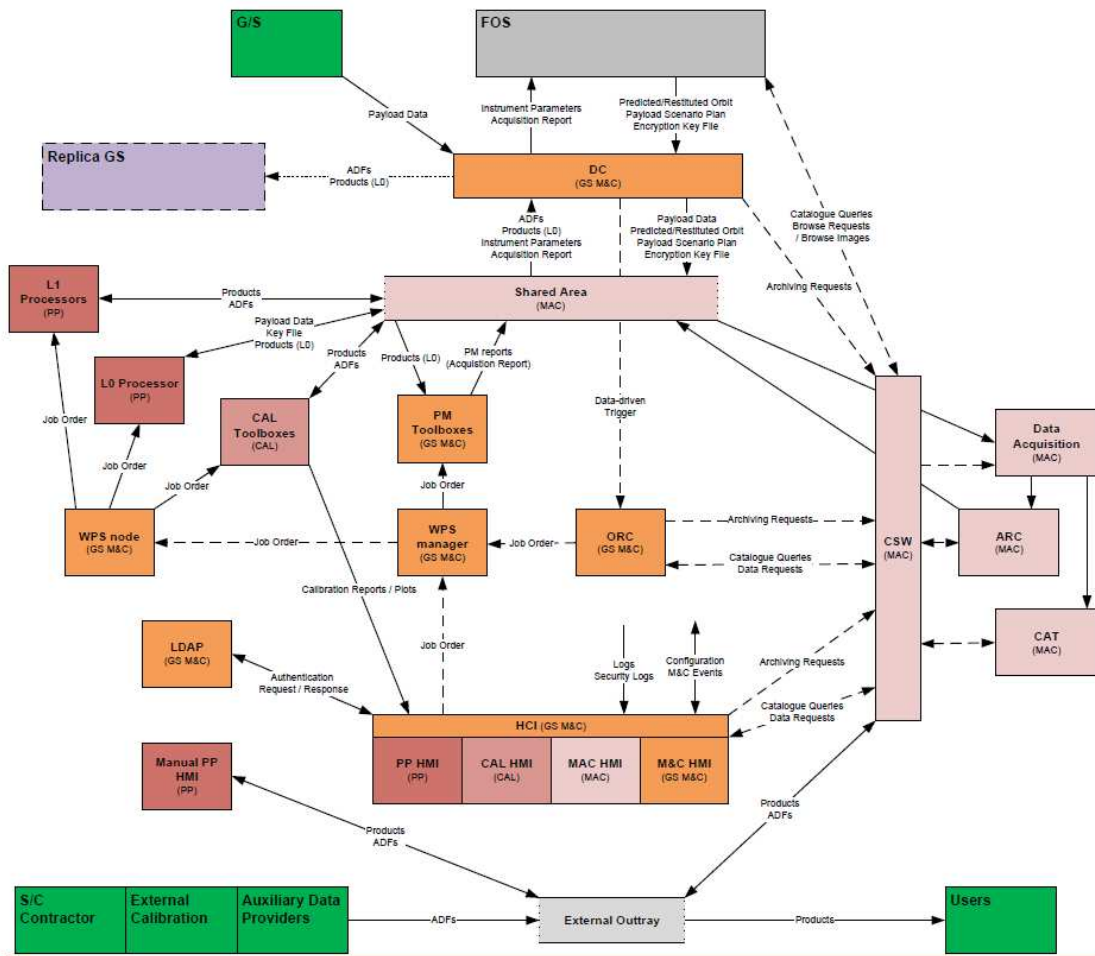 G/S
FOS
Payload Data
Instrument Parameters
Acquisition Report
Predicted/Restituted Orbit
Payload Scenario Plan
Encryption Key File
Replica GS
ADFs
Products (L0)
DC
(GS M&C)
Catalogue Queries
Browse Requests
/ Browse Images
ADFs
Products (L0)
Instrument Parameters
Acquisition Report
Payload Data
Predicted/Restituted Orbit
Payload Scenario Plan
Encryption Key File
Archiving Requests
L1
Processors
(PP)
Products
ADFs
Shared Area
(MAC)
Payload Data
Key File
Products (L0)
Products
ADFs
Products (L0)
PM reports
(Acquistion Report)
L0 Processor
(PP)
CAL
Toolboxes
(CAL)
PM
Toolboxes
(GS M&C)
Data-driven
Trigger
Data
Acquisition
(MAC)
Job Order
Job Order
Job Order
Job Order
WPS node
(GS M&C)
Job Order
WPS
manager
(GS M&C)
Job Order
ORC
(GS M&C)
Archiving Requests
Catalogue Queries
Data Requests
CSW
(MAC)
ARC
(MAC)
Calibration Reports / Plots
LDAP
(GS M&C)
Authentication
Request / Response
Job Order
Logs
Security Logs
Configuration
M&C Events
Archiving Requests
CAT
(MAC)
Catalogue Queries
Data Requests
HCI (GS M&C)
PP HMI
(PP)
CAL HMI
(CAL)
MAC HMI
(MAC)
M&C HMI
(GS M&C)
Manual PP
HMI
(PP)
Products
ADFs
Products
ADFs
S/C
Contractor
External
Calibration
Auxiliary Data
Providers
ADFs
External Outtray
Products
Users